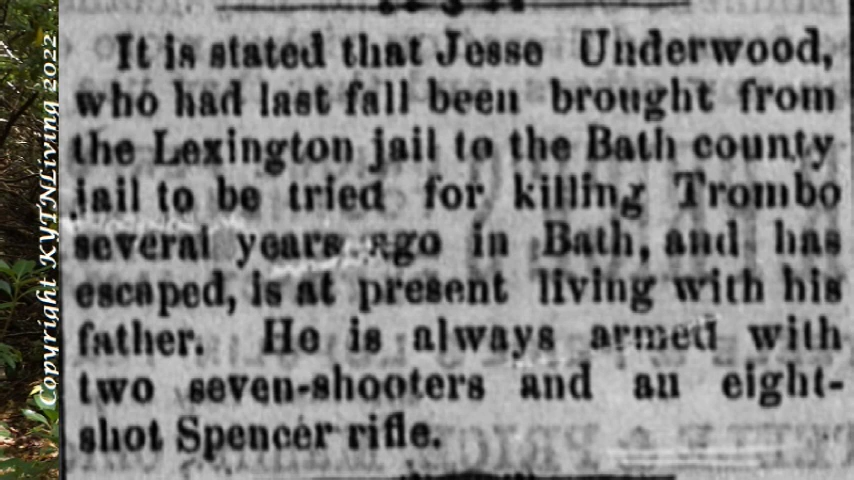 It is stated that Jesse Underwood,
who had last fall been brought from
the Lexington jail to the Bath county
jail to be tried for killing Trombo
several years ago in Bath, and has
escaped, is at present living with his
father. He is always armed with
two seven-shooters and an eight-
shot Spencer rifle.
Copyright KYTNLiving 2022